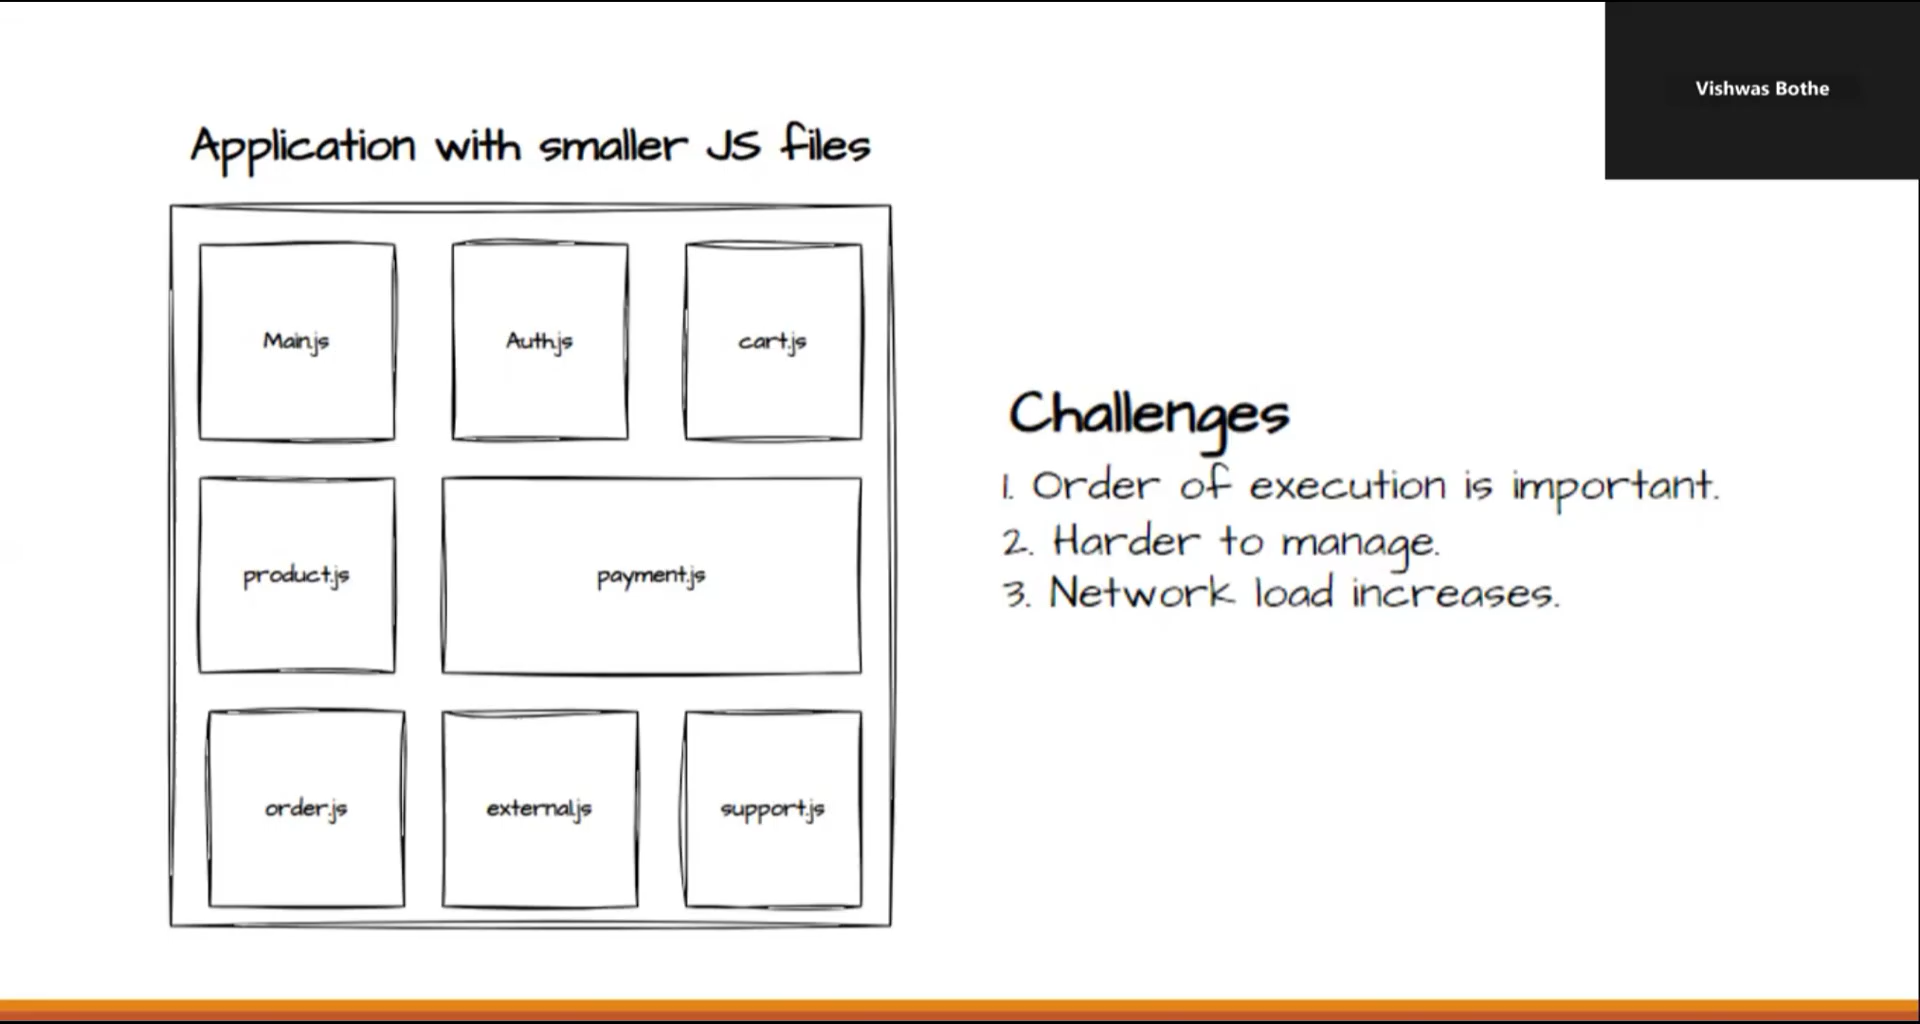 Vishwas Bothe
Application with smaller JS files
Main.js
Auth.js
cart.js
product.js
payment.js
order.js
external.js
support.js
Challenges
1. Order of execution is important.
2. Harder to manage.
3. Network load increases.